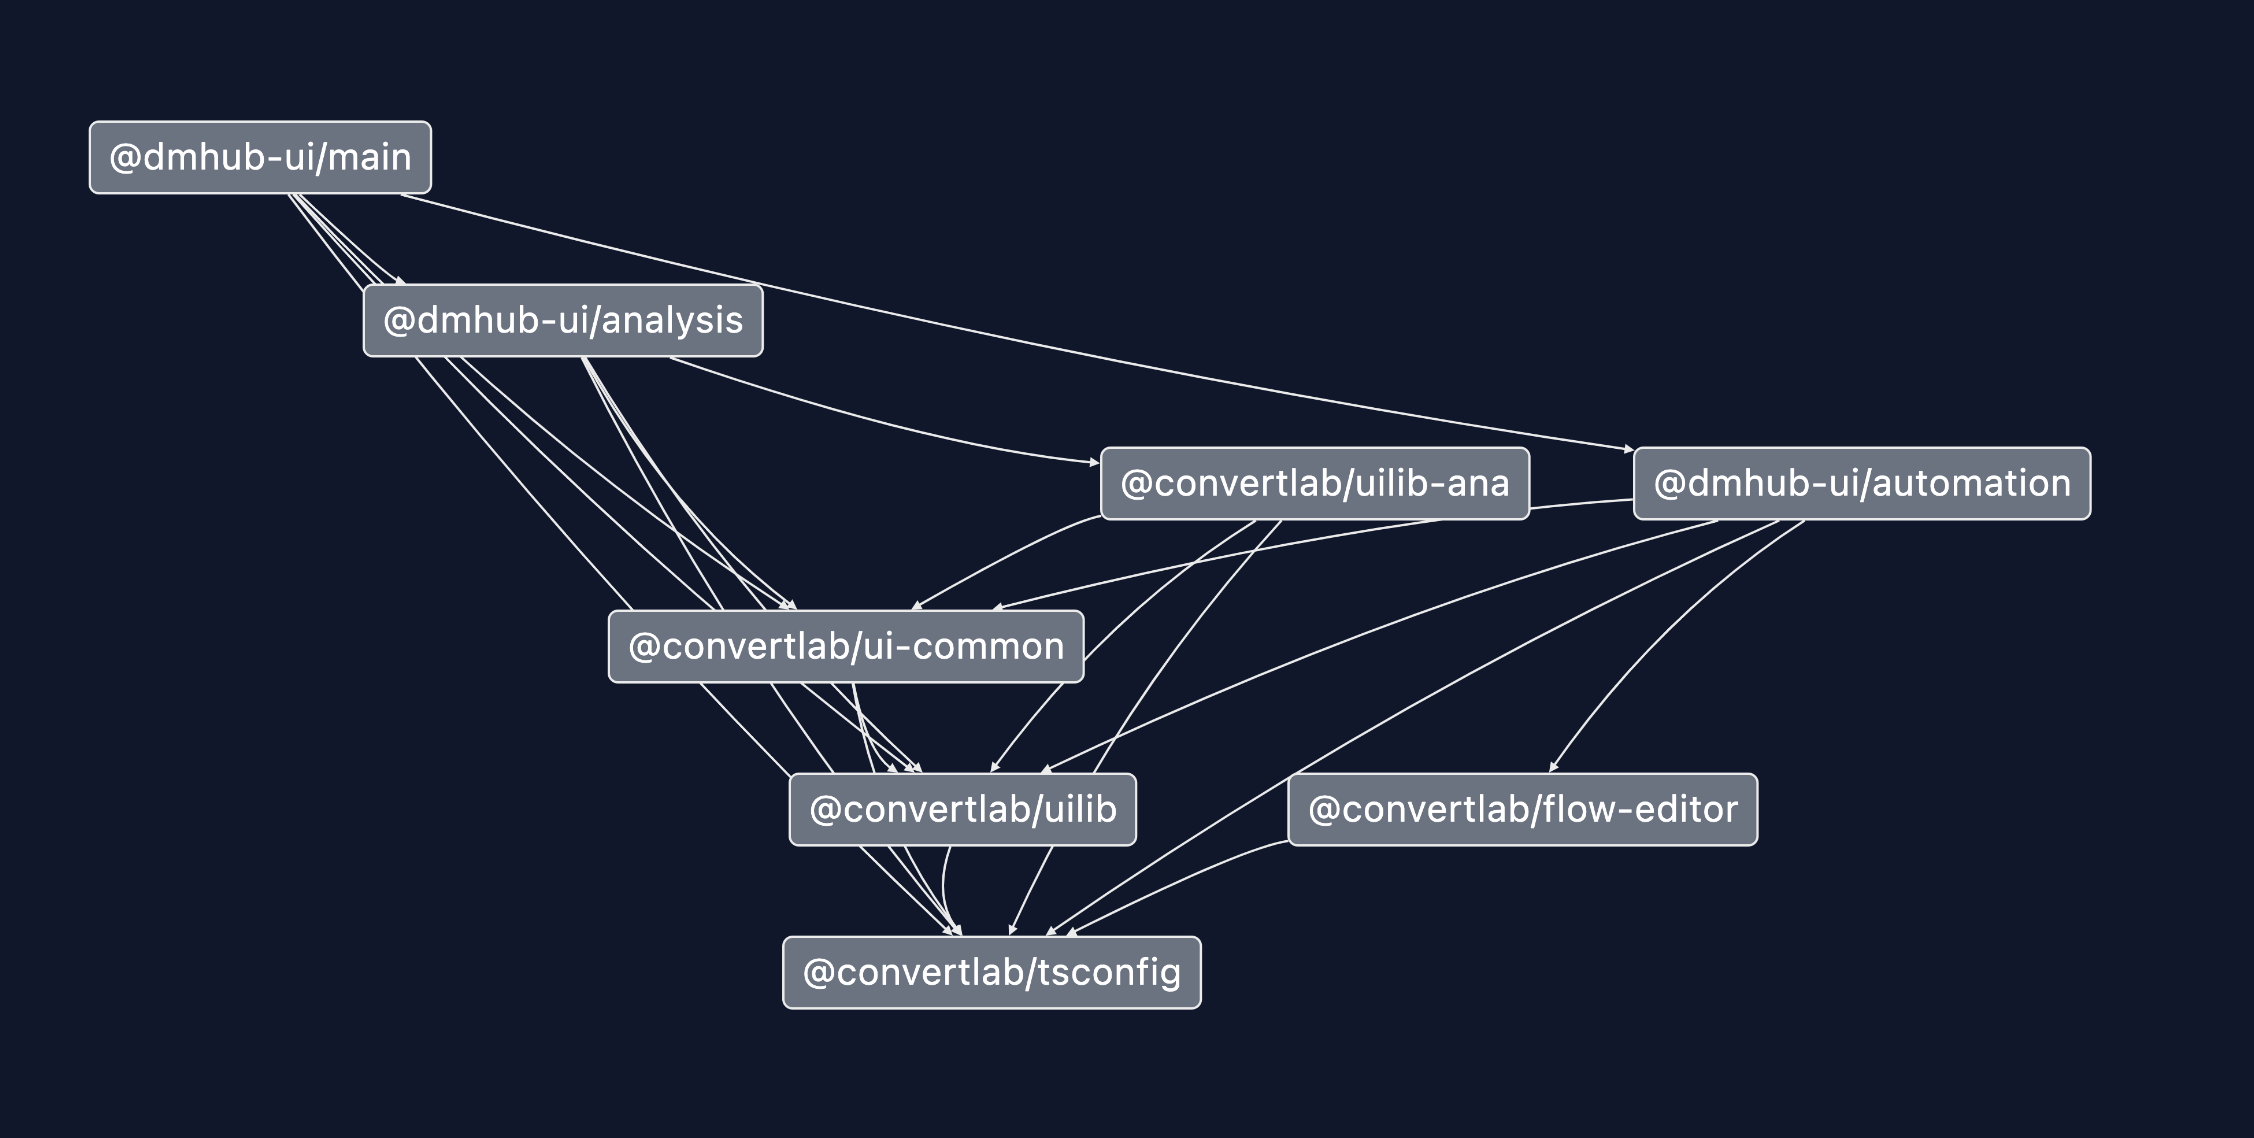 @dmhub-ui/main
@dmhub-ui/analysis
@convertlab/uilib-ana
@dmhub-ui/automation
@convertlab/ui-common
@convertlab/uilib
@convertlab/flow-editor
@convertlab/tsconfig